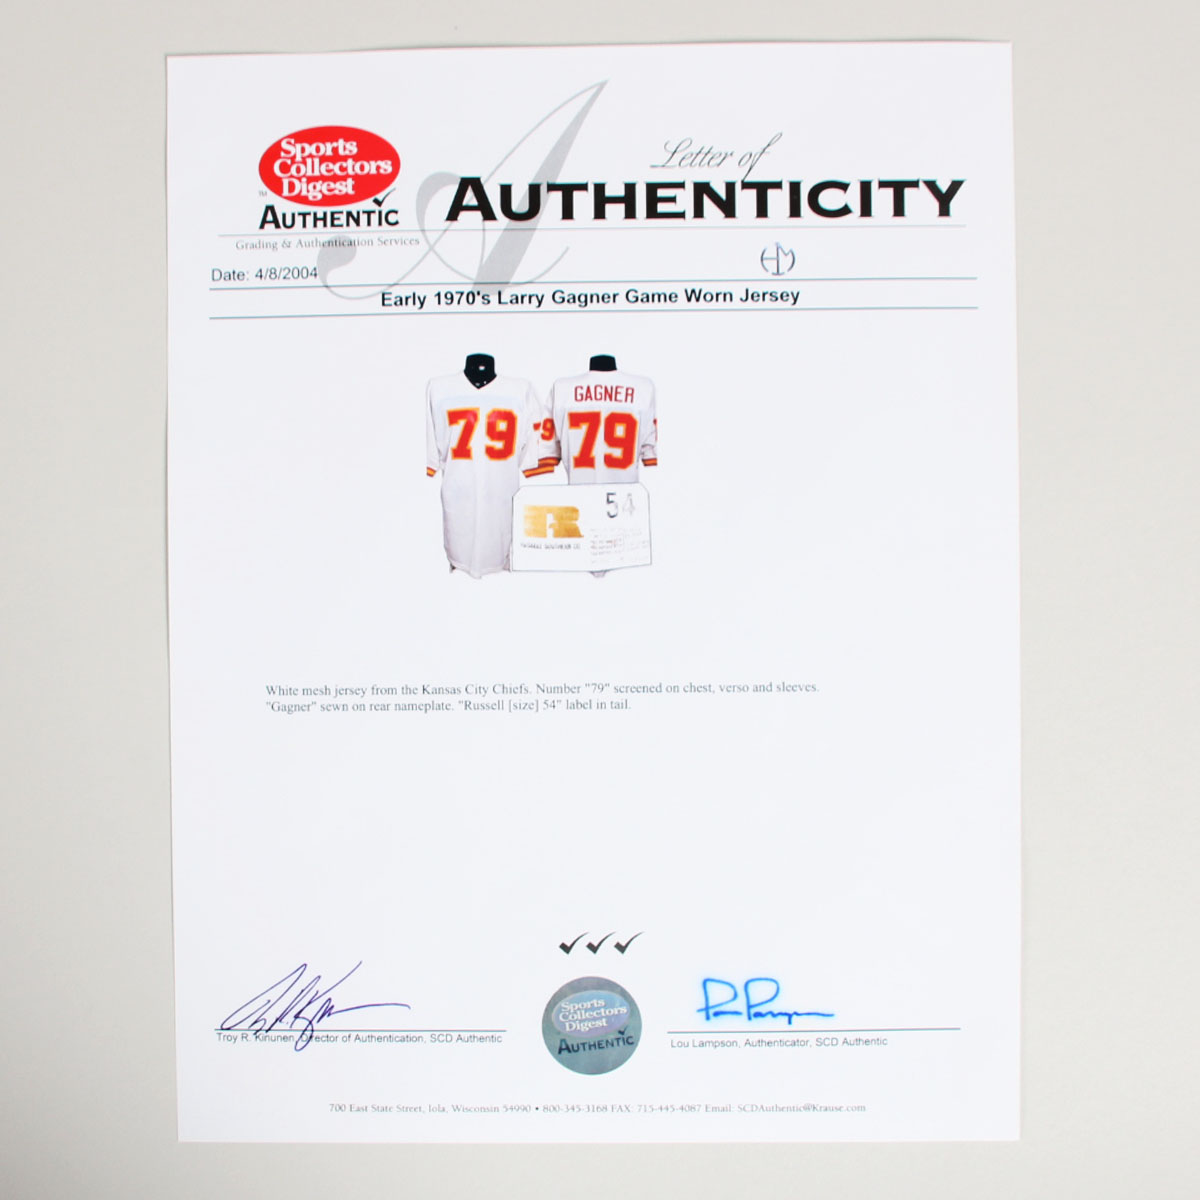 Sports
Collectors
Digest
TM
AUTHENTIC
Grading & Authentication Services
Letter of
AUTHENTICITY
A
Date: 4/8/2004
HM
Early 1970's Larry Gagner Game Worn Jersey
79
79
GAGNER
79
54
R
White mesh jersey from the Kansas City Chiefs. Number "79" screened on chest, verso and sleeves.
"Gagner" sewn on rear nameplate. "Russell [size] 54" label in tail.
Troy R. Kinunen, Director of Authentication, SCD Authentic
Sports
Collectors
Digest
AUTHENTIC
Lou Lampson, Authenticator, SCD Authentic
700 East State Street, Iola, Wisconsin 54990 • 800-345-3168 FAX: 715-445-4087 Email: SCDAuthentic@Krause.com